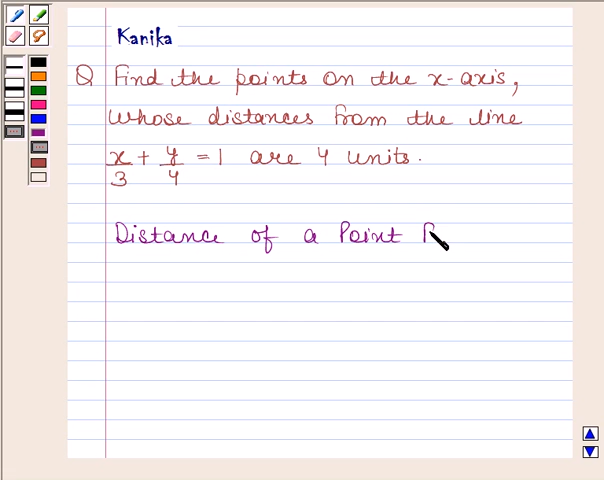 Kanika
Q Find the points on the x-axis,
whose distances from the line
x/3 + y/4 = 1 are 4 units.
Distance of a Point P